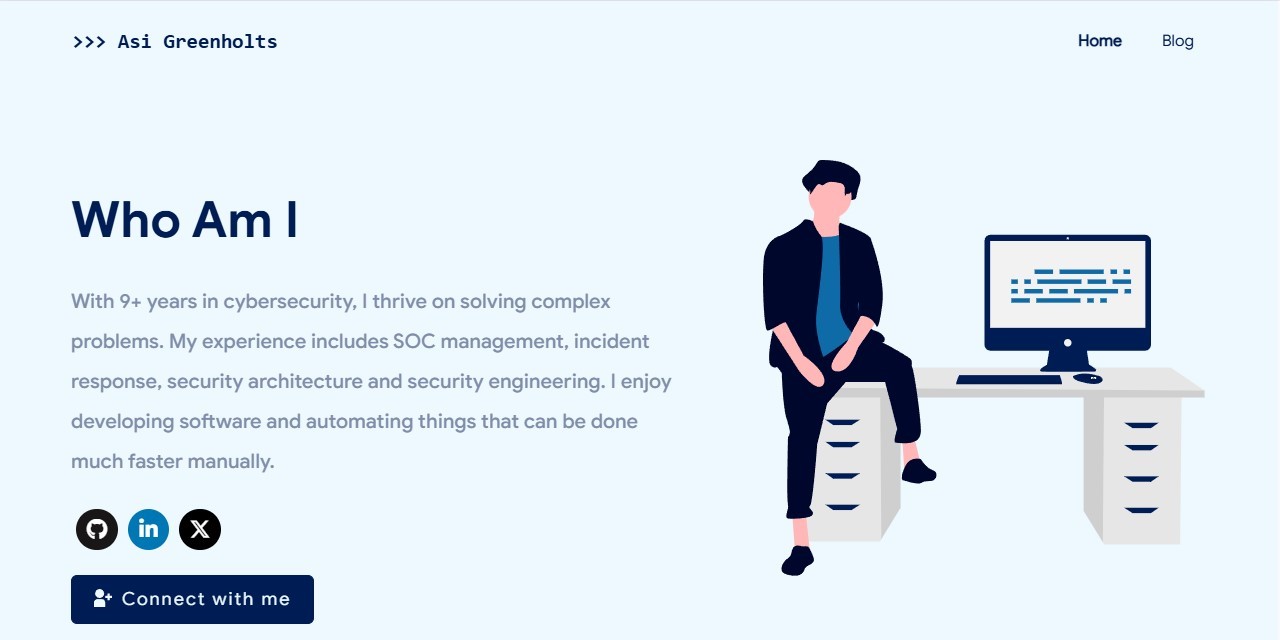 >>> Asi Greenholts
Home
Blog
Who Am I
With 9+ years in cybersecurity, I thrive on solving complex
problems. My experience includes SOC management, incident
response, security architecture and security engineering. I enjoy
developing software and automating things that can be done
much faster manually.
in
X
Connect with me